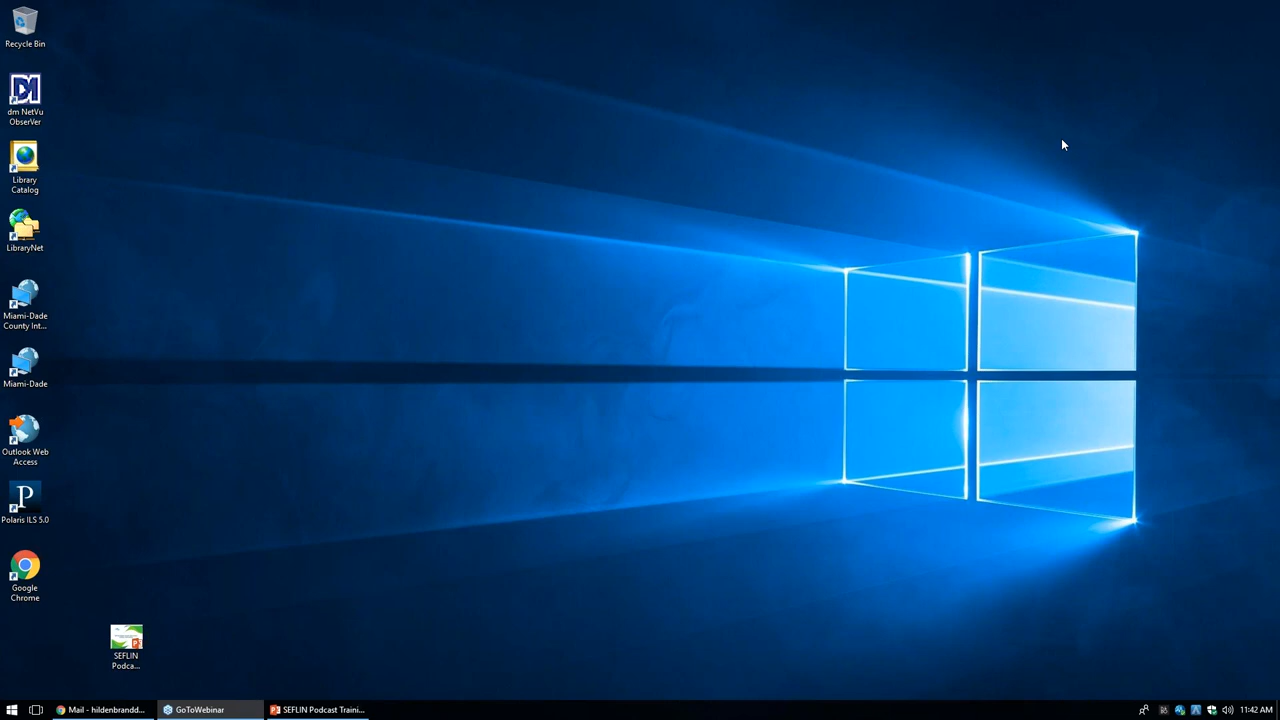 Recycle Bin
dm NetVu
ObserVer
Library
Catalog
LibraryNet
Miami-Dade
County Int...
Miami-Dade
Outlook Web
Access
P
Polaris ILS 5.0
Google
Chrome
SEFLIN
Podca...
Mail - hildenbrandd...
GoToWebinar
SEFLIN Podcast Traini...
11:42 AM